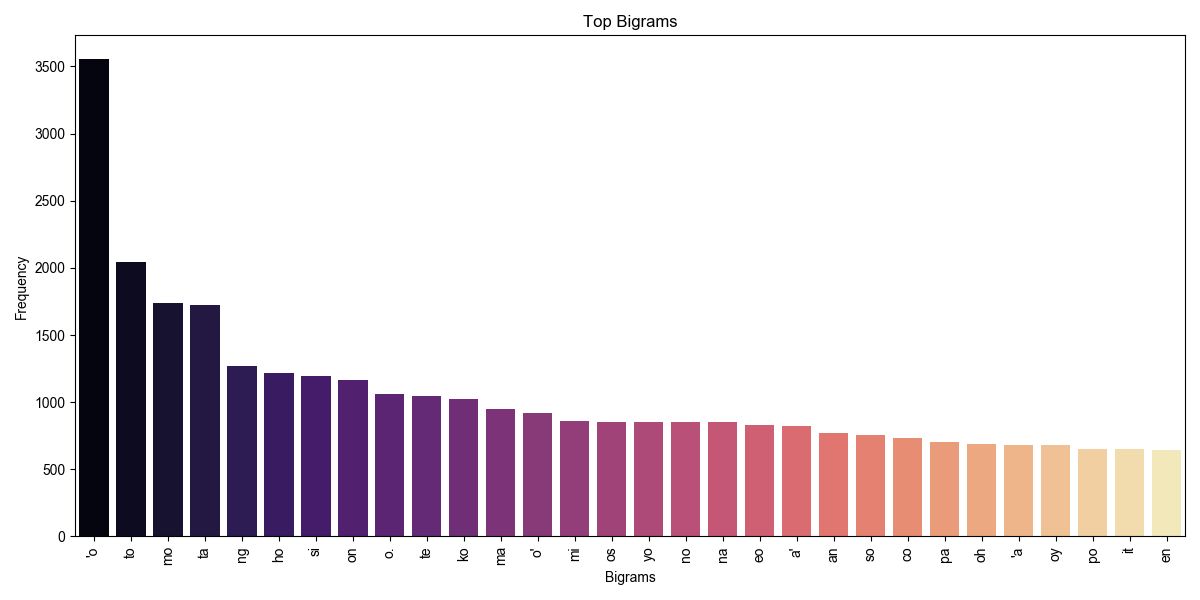 Top Bigrams
Frequency
3500
3000
2500
2000
1500
1000
500
0
'o
to
mo
ta
ng
ho
si
on
o.
te
ko
ma
o'
mi
os
yo
no
na
eo
a'
an
so
co
pa
oh
'a
oy
po
it
en
Bigrams